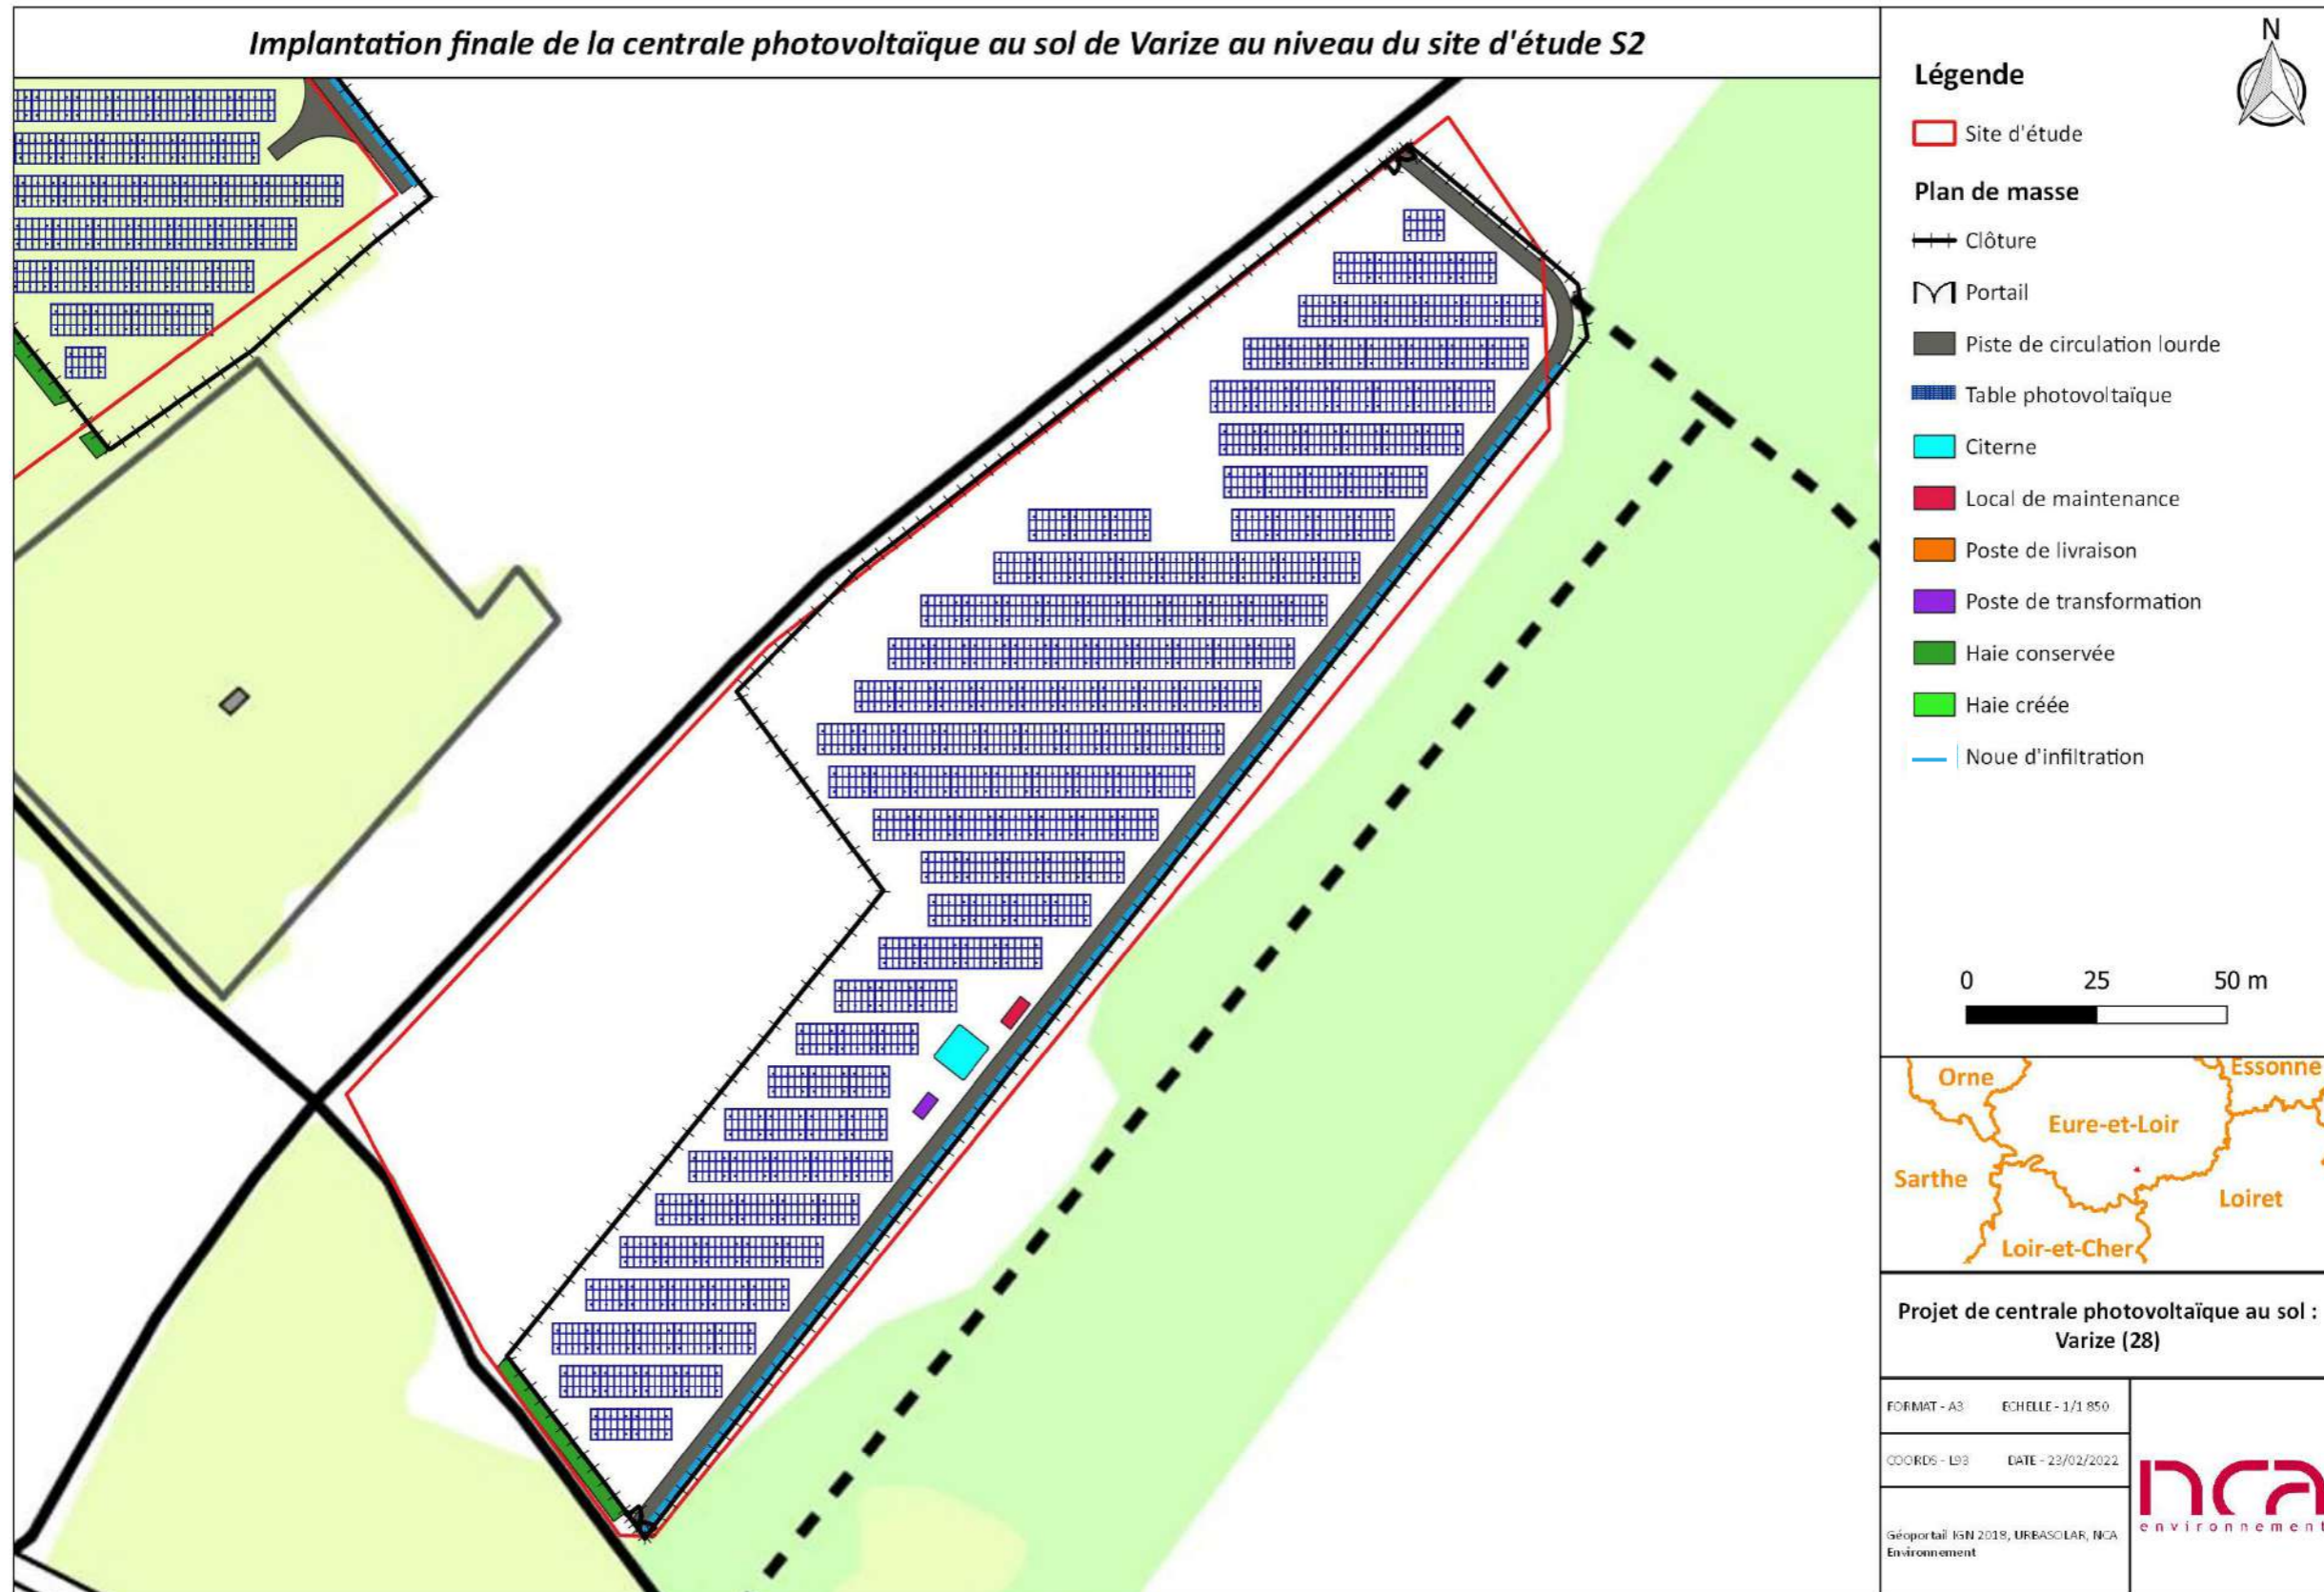 Implantation finale de la centrale photovoltaïque au sol de Varize au niveau du site d'étude S2
N
Légende
Site d'étude
Plan de masse
Clôture
Portail
Piste de circulation lourde
Table photovoltaïque
Citerne
Local de maintenance
Poste de livraison
Poste de transformation
Haie conservée
Haie créée
Noue d'infiltration
0 25 50 m
Orne
Essonne
Eure-et-Loir
Sarthe
Loiret
Loir-et-Cher
Projet de centrale photovoltaïque au sol :
Varize (28)
FORMAT - A3 ECHELLE - 1/1 850
COORDS - L93 DATE - 23/02/2022
Géoportail IGN 2018, URBASOLAR, NCA
Environnement
nca
environnement